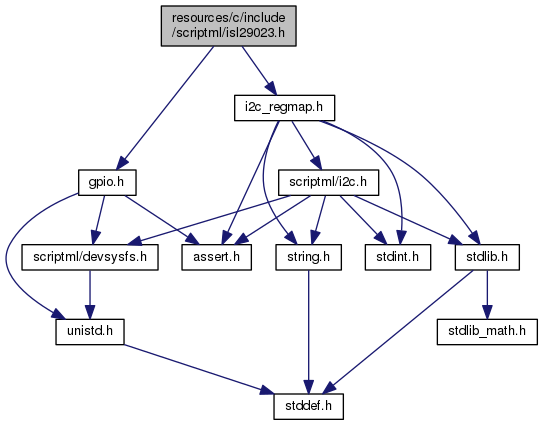 resources/c/include
/scriptml/isl29023.h
i2c_regmap.h
gpio.h
scriptml/i2c.h
scriptml/devsysfs.h
assert.h
string.h
stdint.h
stdlib.h
unistd.h
stdlib_math.h
stddef.h